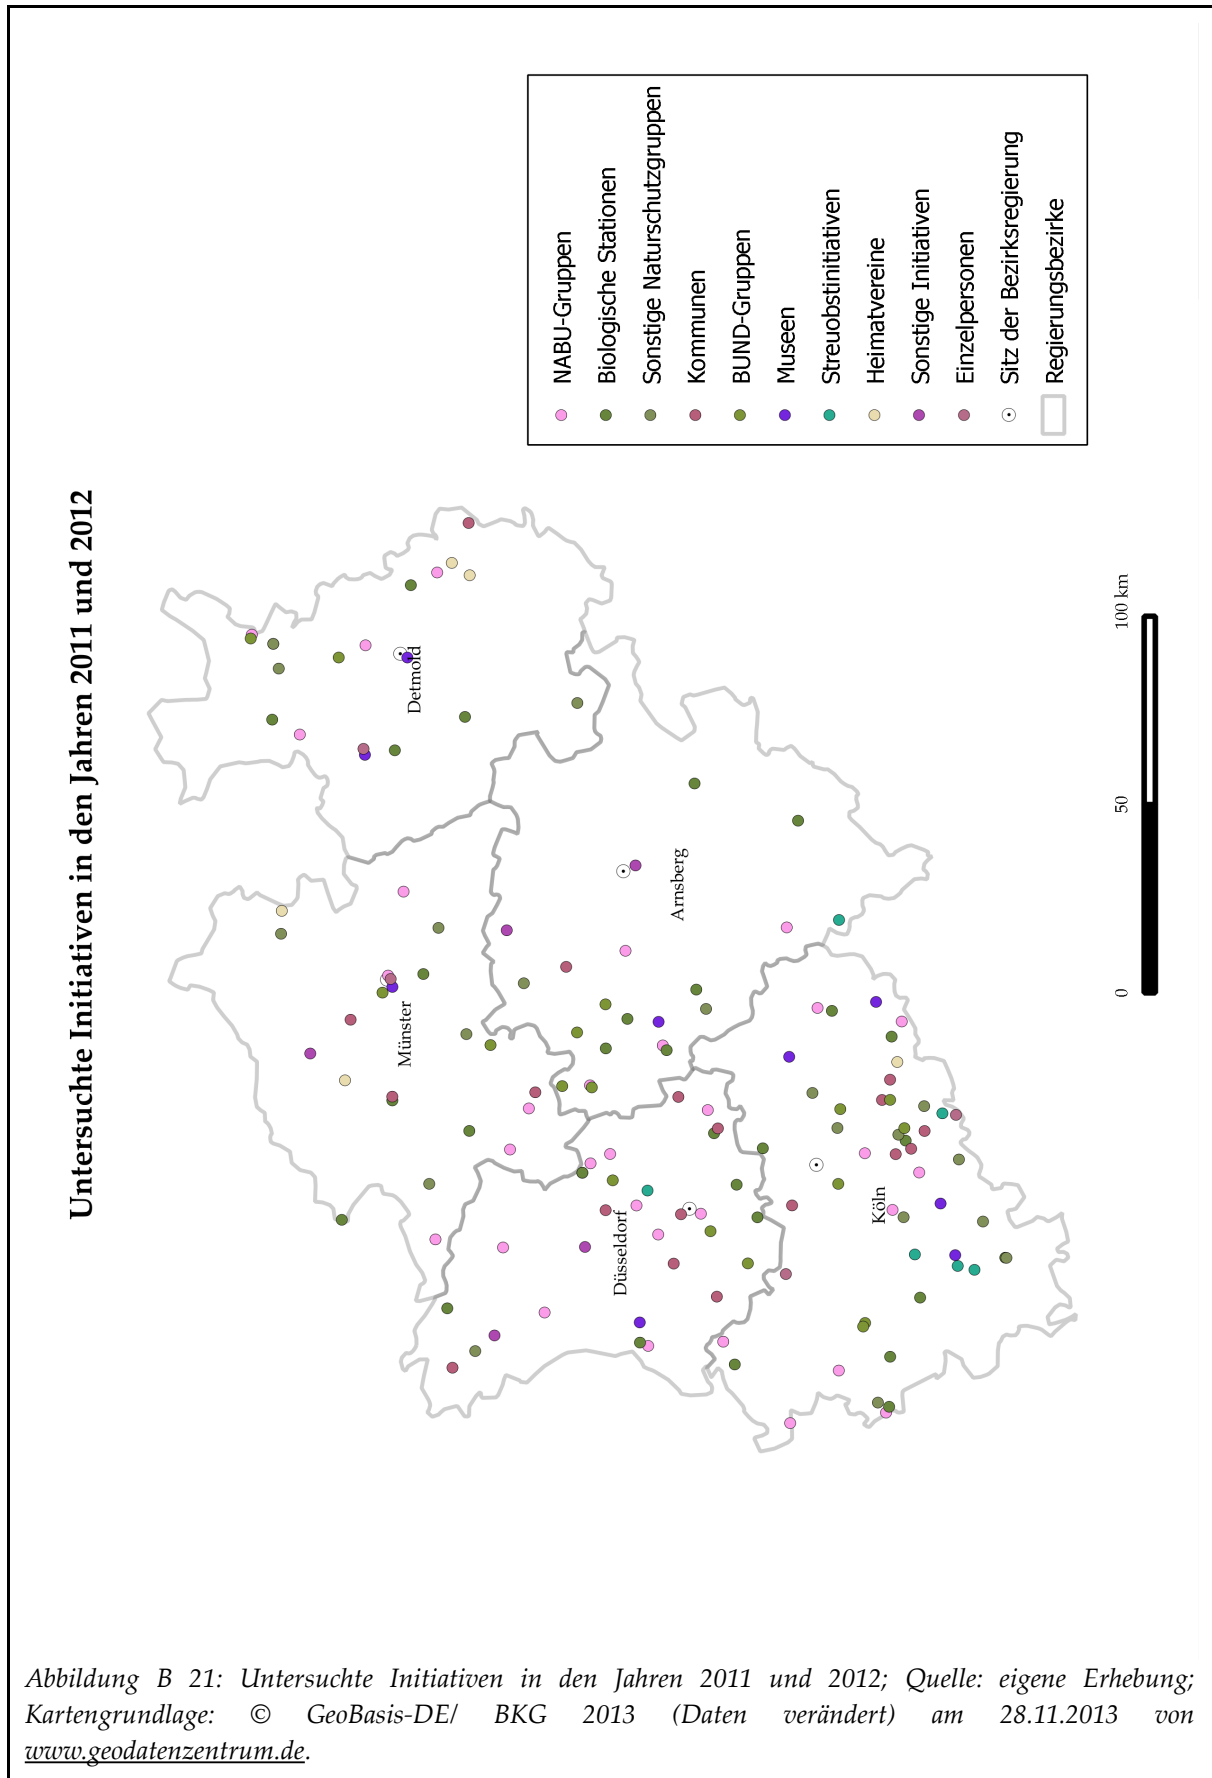 Untersuchte Initiativen in den Jahren 2011 und 2012
NABU-Gruppen
Biologische Stationen
Sonstige Naturschutzgruppen
Kommunen
BUND-Gruppen
Museen
Streuobstinitiativen
Heimatvereine
Sonstige Initiativen
Einzelpersonen
Sitz der Bezirksregierung
Regierungsbezirke
Detmold
Münster
Arnsberg
Düsseldorf
Köln
0 50 100 km
Abbildung B 21: Untersuchte Initiativen in den Jahren 2011 und 2012; Quelle: eigene Erhebung;
Kartengrundlage: © GeoBasis-DE/ BKG 2013 (Daten verändert) am 28.11.2013 von
www.geodatenzentrum.de.